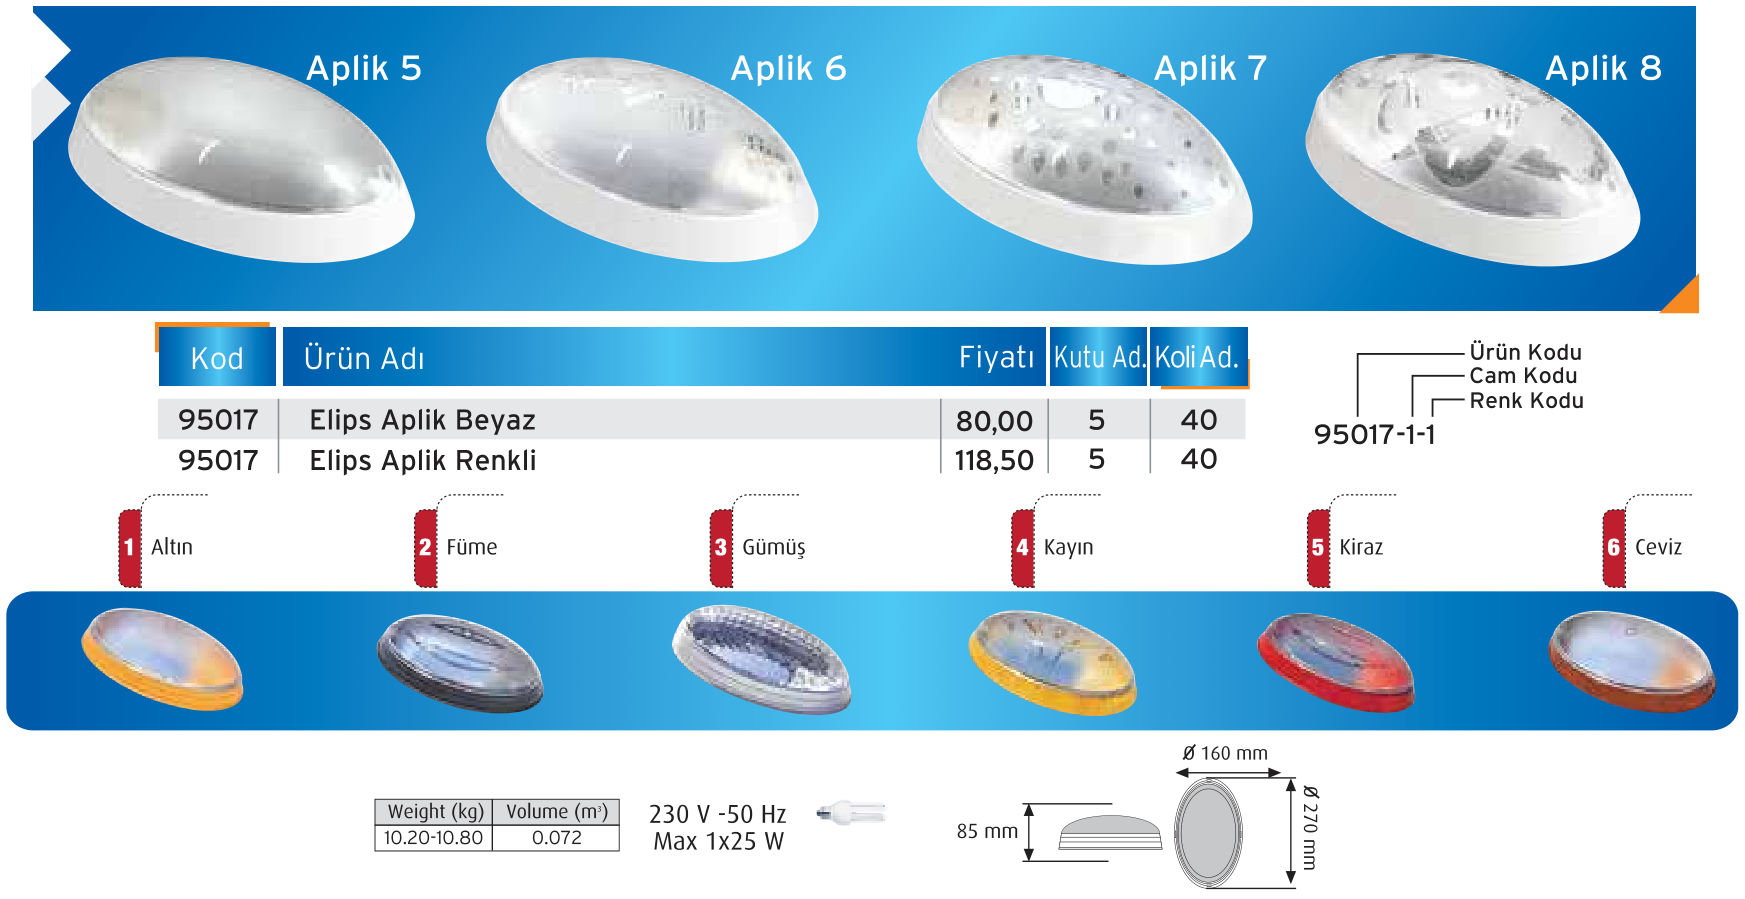 Aplik 5
Aplik 6
Aplik 7
Aplik 8
Kod Ürün Adı Fiyatı Kutu Ad. Koli Ad.
95017 Elips Aplik Beyaz 80,00 5 40
95017 Elips Aplik Renkli 118,50 5 40
Ürün Kodu
Cam Kodu
Renk Kodu
95017-1-1
1 Altın
2 Füme
3 Gümüş
4 Kayın
5 Kiraz
6 Ceviz
Weight (kg) Volume (m³)
10.20-10.80 0.072
230 V -50 Hz
Max 1x25 W
85 mm
Ø 160 mm
Ø 270 mm